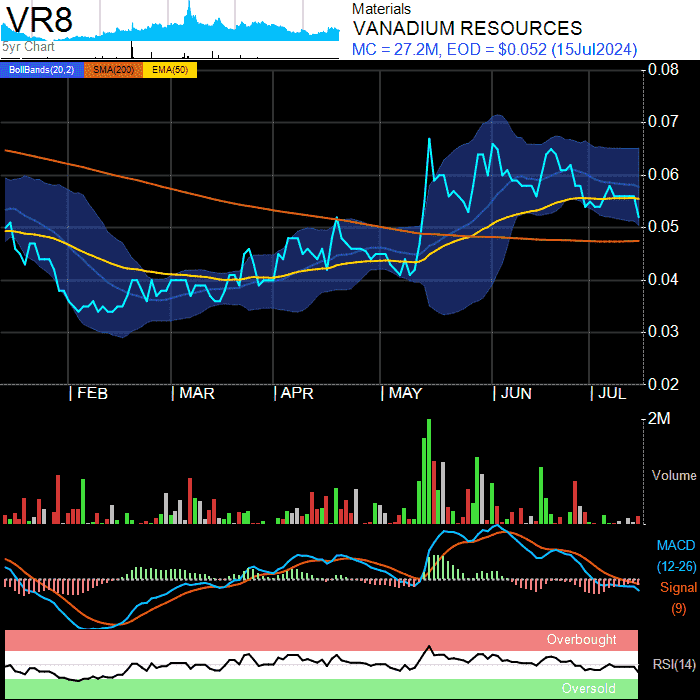 VR8
5yr Chart
Materials
VANADIUM RESOURCES
MC = 27.2M, EOD = $0.052 (15Jul2024)
BollBands(20,2) SMA(200) EMA(50)
0.08
0.07
0.06
0.05
0.04
0.03
0.02
FEB MAR APR MAY JUN JUL
2M
Volume
MACD
(12-26)
Signal
(9)
Overbought
RSI(14)
Oversold